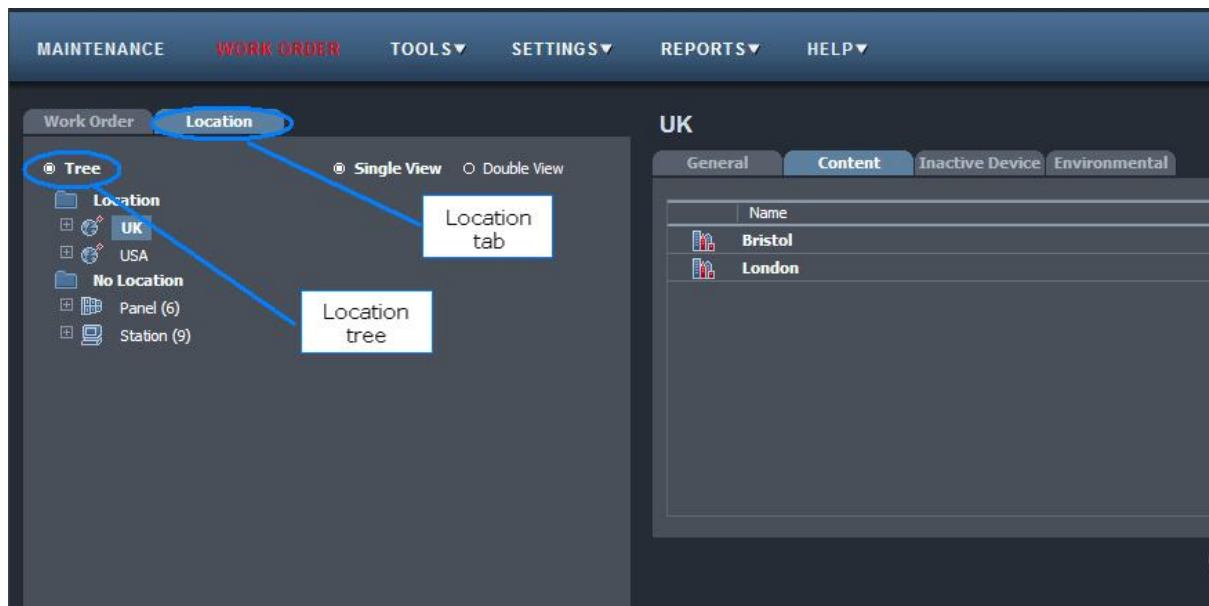 MAINTENANCE WORK ORDER TOOLS▼ SETTINGS▼ REPORTS▼ HELP▼
Work Order Location
Tree Single View Double View
Location
UK
USA
No Location
Panel (6)
Station (9)
Location
tab
Location
tree
UK
General Content Inactive Device Environmental
Name
Bristol
London